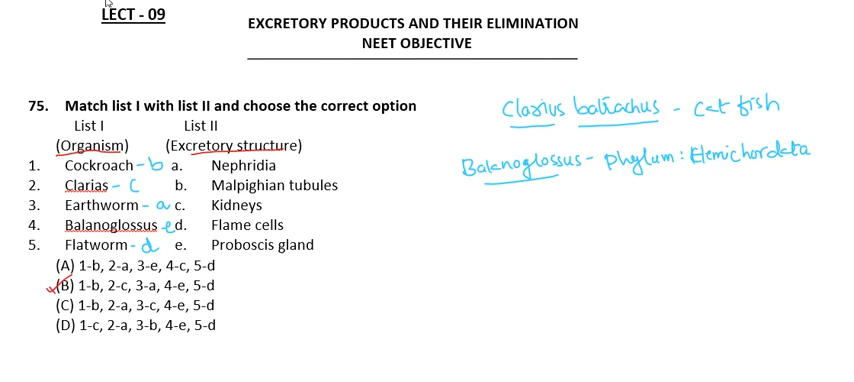 LECT - 09
EXCRETORY PRODUCTS AND THEIR ELIMINATION
NEET OBJECTIVE
75. Match list I with list II and choose the correct option
List I List II
(Organism) (Excretory structure)
1. Cockroach - b a. Nephridia
2. Clarias - c b. Malpighian tubules
3. Earthworm - a c. Kidneys
4. Balanoglossus - e d. Flame cells
5. Flatworm - d e. Proboscis gland
(A) 1-b, 2-a, 3-e, 4-c, 5-d
(B) 1-b, 2-c, 3-a, 4-e, 5-d
(C) 1-b, 2-a, 3-c, 4-e, 5-d
(D) 1-c, 2-a, 3-b, 4-e, 5-d
Clarius batrachus - Cat fish
Balanoglossus - Phylum : Hemichordata